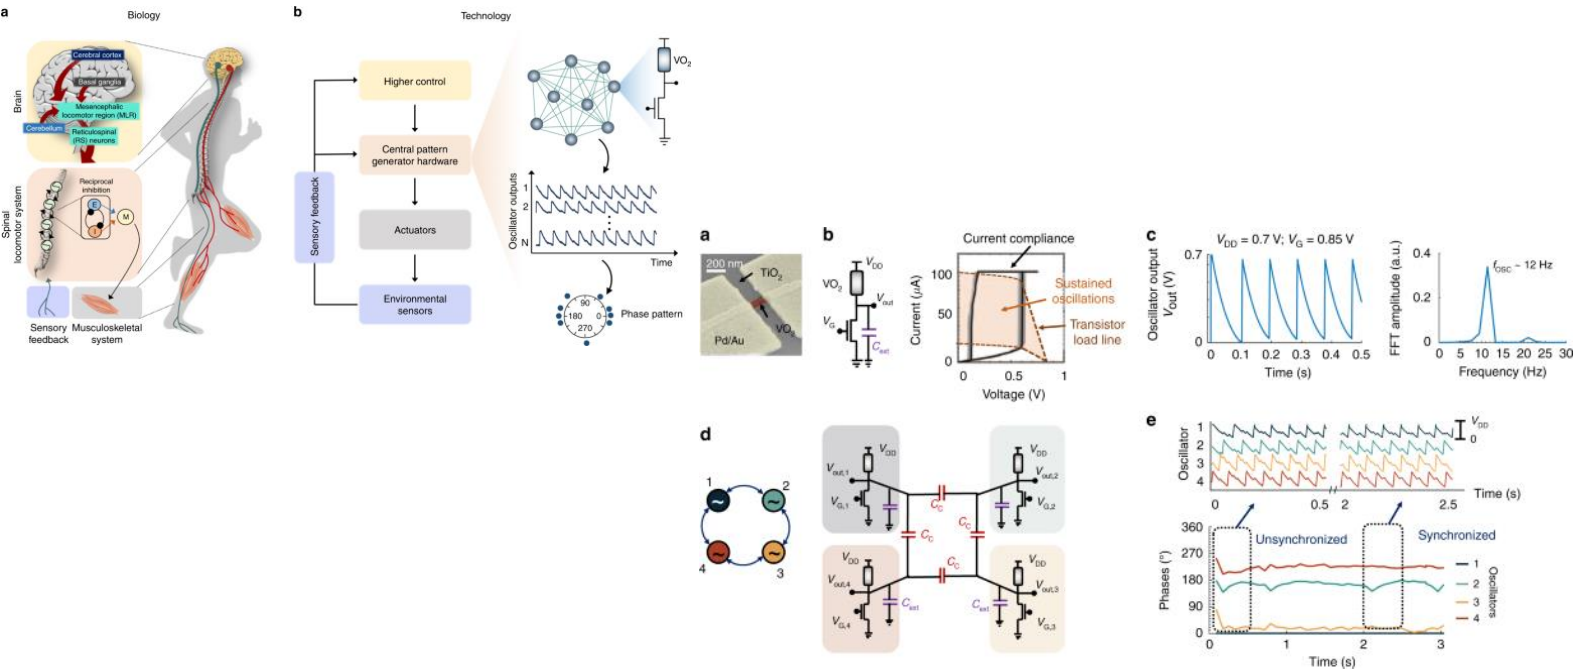 a
Biology
Brain
Cerebral cortex
Basal ganglia
Mesencephalic
locomotor region (MLR)
Cerebellum
Reticulospinal
(RS) neurons
Spinal
locomotor system
Reciprocal
inhibition
E
I
M
Sensory
feedback
Musculoskeletal
system
b
Technology
Sensory feedback
Higher control
Central pattern
generator hardware
Actuators
Environmental
sensors
VO2
Oscillator outputs
1
2
N
Time
90
180
0
270
Phase pattern
a
200 nm
TiO2
VO2
Pd/Au
b
VDD
VO2
Vout
VG
Cext
Current compliance
Current (μA)
100
50
0
Sustained
oscillations
Transistor
load line
0
0.5
1
Voltage (V)
c
VDD = 0.7 V; VG = 0.85 V
Oscillator output
Vout (V)
0.7
0
0 0.1 0.2 0.3 0.4 0.5
Time (s)
FFT amplitude (a.u.)
0.4
0.2
0
fOSC ~ 12 Hz
0 5 10 15 20 25 30
Frequency (Hz)
d
1
2
4
3
VDD
Vout,1
VG,1
VDD
Vout,2
VG,2
CC
CC
CC
CC
VDD
Vout,4
VG,4
Cext
VDD
Vout,3
VG,3
Cext
e
Oscillator
1
2
3
4
VDD
0
0 0.5 2 2.5
Time (s)
Phases (°)
360
270
180
90
0
Unsynchronized
Synchronized
1
2
3
4
Oscillators
0 1 2 3
Time (s)